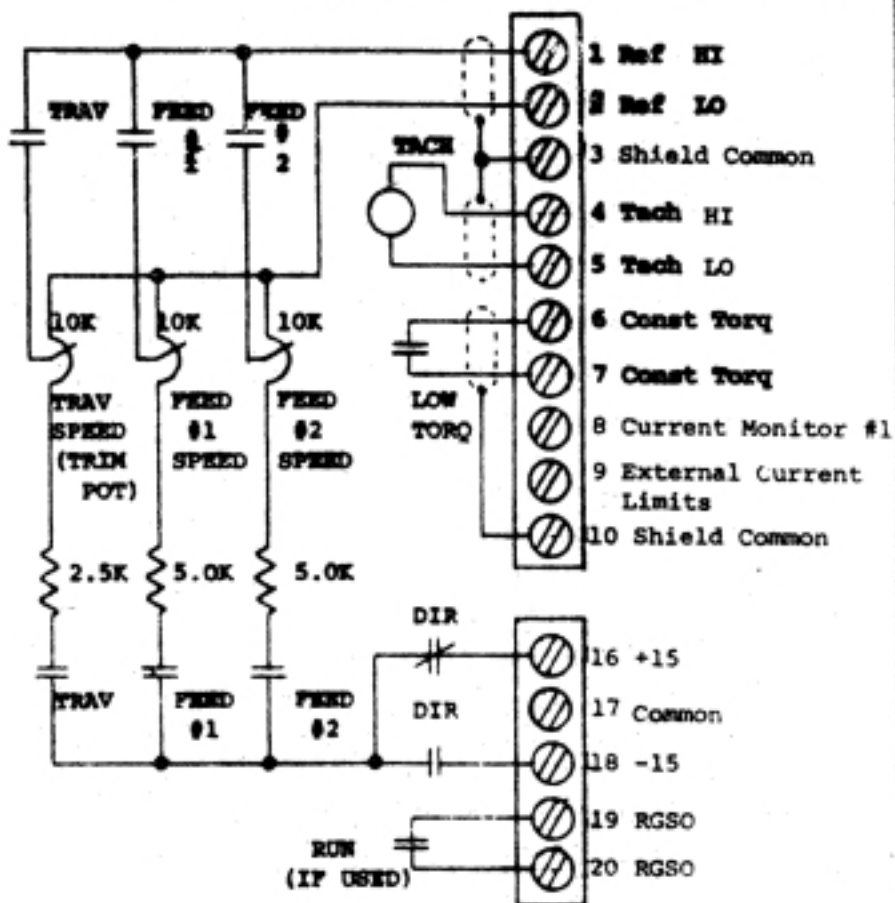 1 Ref HI
2 Ref LO
3 Shield Common
4 Tach HI
5 Tach LO
6 Const Torq
7 Const Torq
8 Current Monitor #1
9 External Current
Limits
10 Shield Common
TRAV
FEED
#
1
FEED
#
2
TACH
10K
10K
10K
TRAV
SPEED
(TRIM
POT)
FEED
#1
SPEED
FEED
#2
SPEED
LOW
TORQ
2.5K
5.0K
5.0K
TRAV
FEED
#1
FEED
#2
DIR
DIR
16 +15
17 Common
18 -15
19 RGSO
20 RGSO
RUN
(IF USED)